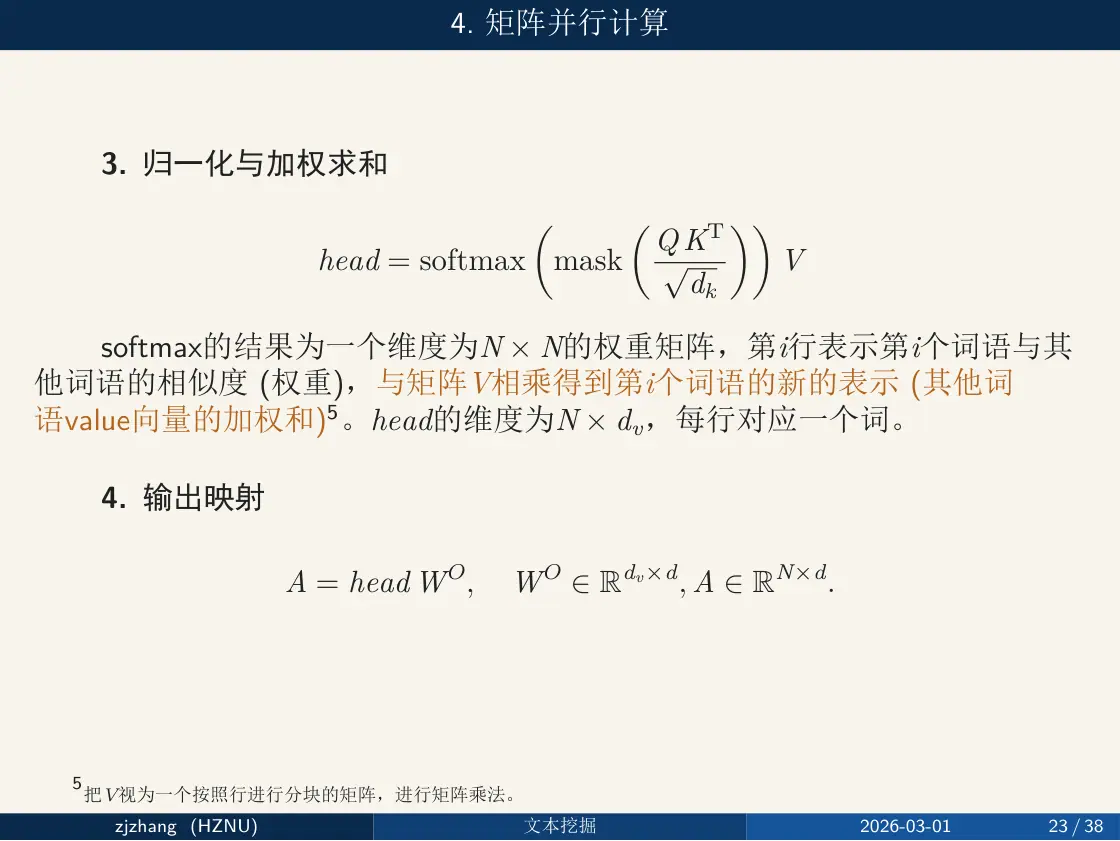 4. 矩阵并行计算
3. 归一化与加权求和
head = softmax ( mask ( Q K^T / √d_k ) ) V
softmax的结果为一个维度为N × N的权重矩阵，第i行表示第i个词语与其
他词语的相似度 (权重)，与矩阵V相乘得到第i个词语的新的表示 (其他词
语value向量的加权和)⁵。head的维度为N × d_v，每行对应一个词。
4. 输出映射
A = head W^O, W^O ∈ ℝ^{d_v×d}, A ∈ ℝ^{N×d}.
⁵把V视为一个按照行进行分块的矩阵，进行矩阵乘法。
zjzhang (HZNU) 文本挖掘 2026-03-01 23 / 38